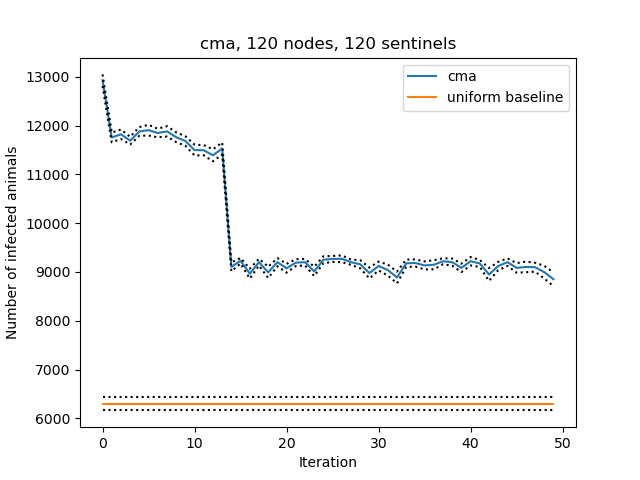 cma, 120 nodes, 120 sentinels
cma
uniform baseline
Number of infected animals
13000
12000
11000
10000
9000
8000
7000
6000
0 10 20 30 40 50
Iteration